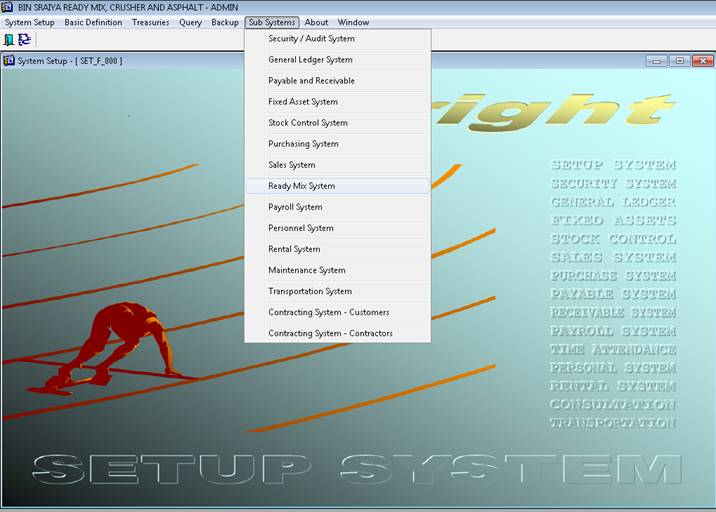 BIN SRAIYA READY MIX, CRUSHER AND ASPHALT - ADMIN
System Setup Basic Definition Treasuries Query Backup Sub Systems About Window
System Setup - [ SET_F_000 ]
Security / Audit System
General Ledger System
Payable and Receivable
Fixed Asset System
Stock Control System
Purchasing System
Sales System
Ready Mix System
Payroll System
Personnel System
Rental System
Maintenance System
Transportation System
Contracting System - Customers
Contracting System - Contractors
right
SETUP SYSTEM
SECURITY SYSTEM
GENERAL LEDGER
FIXED ASSETS
STOCK CONTROL
SALES SYSTEM
PURCHASE SYSTEM
PAYABLE SYSTEM
RECEIVABLE SYSTEM
PAYROLL SYSTEM
TIME ATTENDANCE
PERSONAL SYSTEM
RENTAL SYSTEM
CONSULTATION
TRANSPORTATION
SETUP SYSTEM